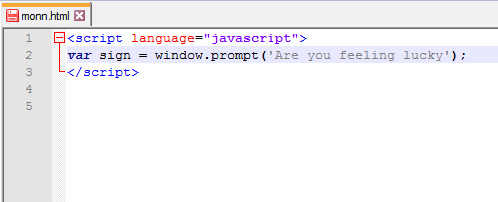 monn.html
1 <script language="javascript">
2 var sign = window.prompt('Are you feeling lucky');
3 </script>
4
5